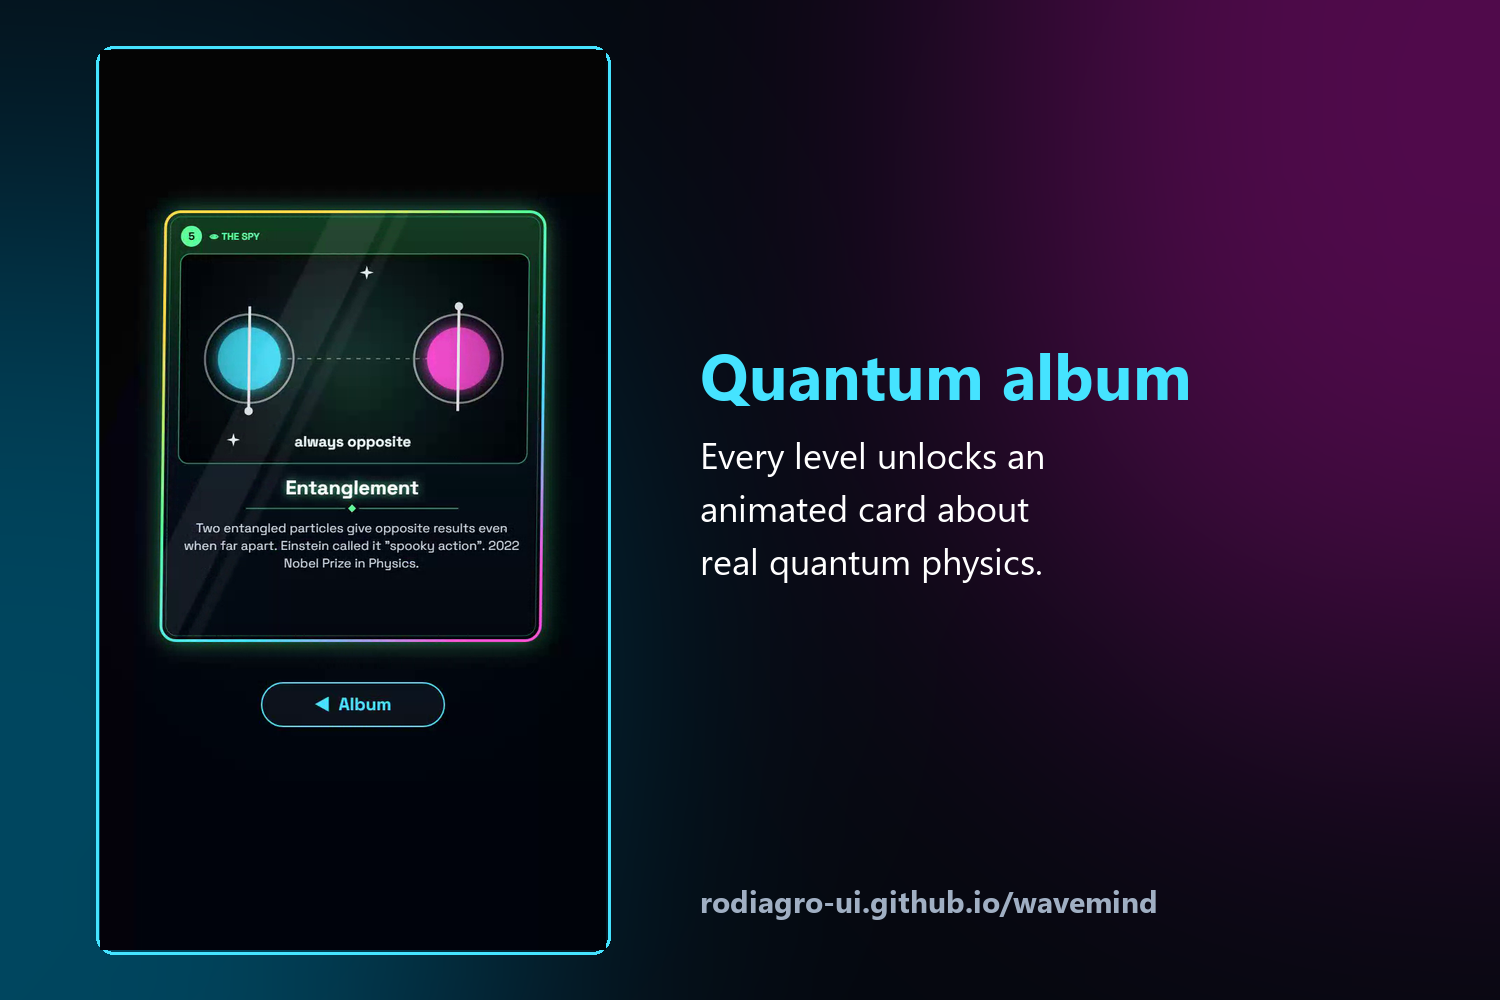 5 THE SPY
always opposite
Entanglement
Two entangled particles give opposite results even
when far apart. Einstein called it "spooky action". 2022
Nobel Prize in Physics.
Album
Quantum album
Every level unlocks an
animated card about
real quantum physics.
rodiagro-ui.github.io/wavemind